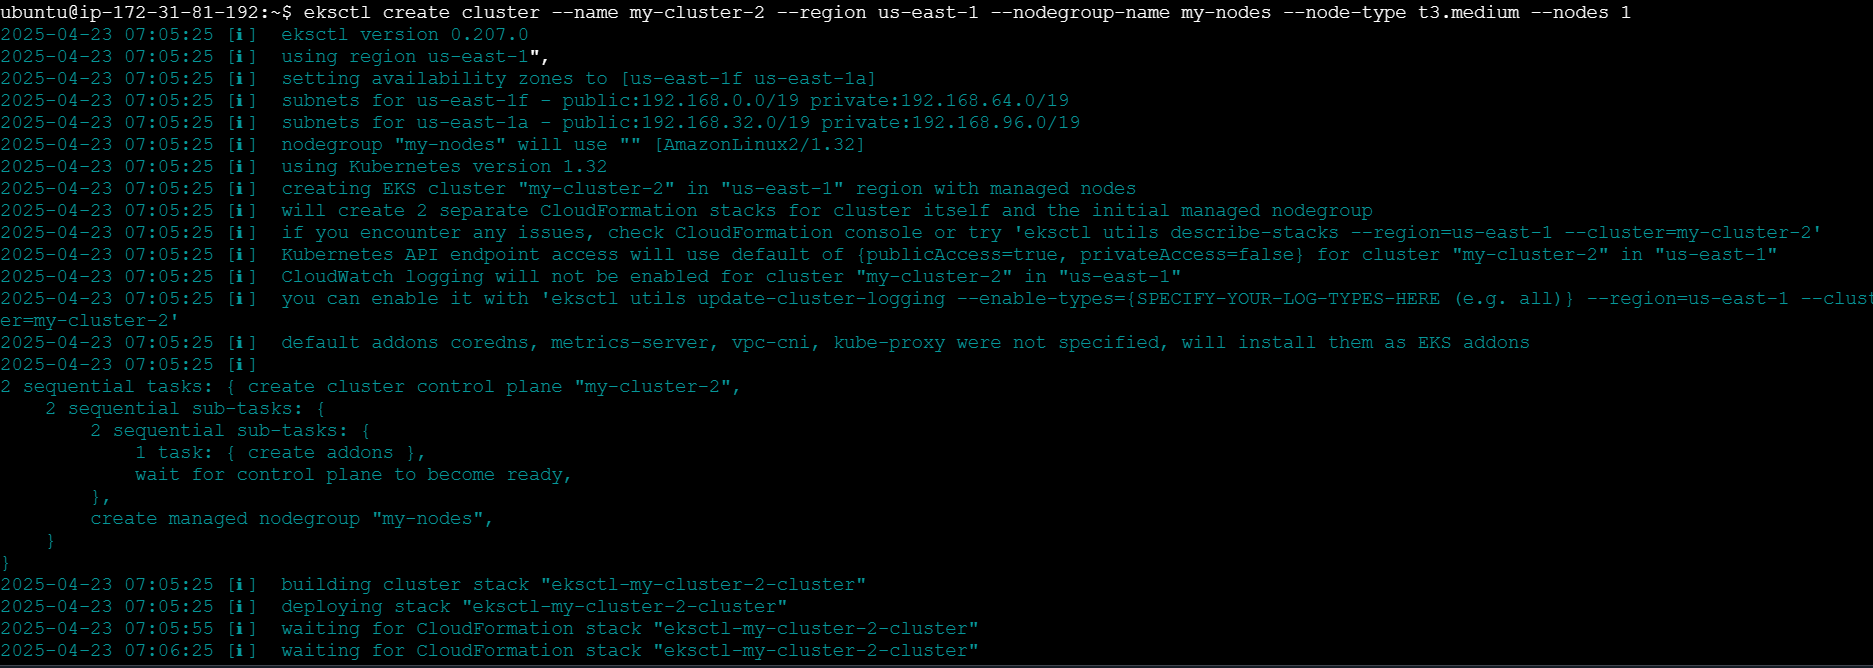 ubuntu@ip-172-31-81-192:~$ eksctl create cluster --name my-cluster-2 --region us-east-1 --nodegroup-name my-nodes --node-type t3.medium --nodes 1
2025-04-23 07:05:25 [ℹ]  eksctl version 0.207.0
2025-04-23 07:05:25 [ℹ]  using region us-east-1",
2025-04-23 07:05:25 [ℹ]  setting availability zones to [us-east-1f us-east-1a]
2025-04-23 07:05:25 [ℹ]  subnets for us-east-1f - public:192.168.0.0/19 private:192.168.64.0/19
2025-04-23 07:05:25 [ℹ]  subnets for us-east-1a - public:192.168.32.0/19 private:192.168.96.0/19
2025-04-23 07:05:25 [ℹ]  nodegroup "my-nodes" will use "" [AmazonLinux2/1.32]
2025-04-23 07:05:25 [ℹ]  using Kubernetes version 1.32
2025-04-23 07:05:25 [ℹ]  creating EKS cluster "my-cluster-2" in "us-east-1" region with managed nodes
2025-04-23 07:05:25 [ℹ]  will create 2 separate CloudFormation stacks for cluster itself and the initial managed nodegroup
2025-04-23 07:05:25 [ℹ]  if you encounter any issues, check CloudFormation console or try 'eksctl utils describe-stacks --region=us-east-1 --cluster=my-cluster-2'
2025-04-23 07:05:25 [ℹ]  Kubernetes API endpoint access will use default of {publicAccess=true, privateAccess=false} for cluster "my-cluster-2" in "us-east-1"
2025-04-23 07:05:25 [ℹ]  CloudWatch logging will not be enabled for cluster "my-cluster-2" in "us-east-1"
2025-04-23 07:05:25 [ℹ]  you can enable it with 'eksctl utils update-cluster-logging --enable-types={SPECIFY-YOUR-LOG-TYPES-HERE (e.g. all)} --region=us-east-1 --clust
er=my-cluster-2'
2025-04-23 07:05:25 [ℹ]  default addons coredns, metrics-server, vpc-cni, kube-proxy were not specified, will install them as EKS addons
2025-04-23 07:05:25 [ℹ]
2 sequential tasks: { create cluster control plane "my-cluster-2",
    2 sequential sub-tasks: {
        2 sequential sub-tasks: {
            1 task: { create addons },
            wait for control plane to become ready,
        },
        create managed nodegroup "my-nodes",
    }
}
2025-04-23 07:05:25 [ℹ]  building cluster stack "eksctl-my-cluster-2-cluster"
2025-04-23 07:05:25 [ℹ]  deploying stack "eksctl-my-cluster-2-cluster"
2025-04-23 07:05:55 [ℹ]  waiting for CloudFormation stack "eksctl-my-cluster-2-cluster"
2025-04-23 07:06:25 [ℹ]  waiting for CloudFormation stack "eksctl-my-cluster-2-cluster"